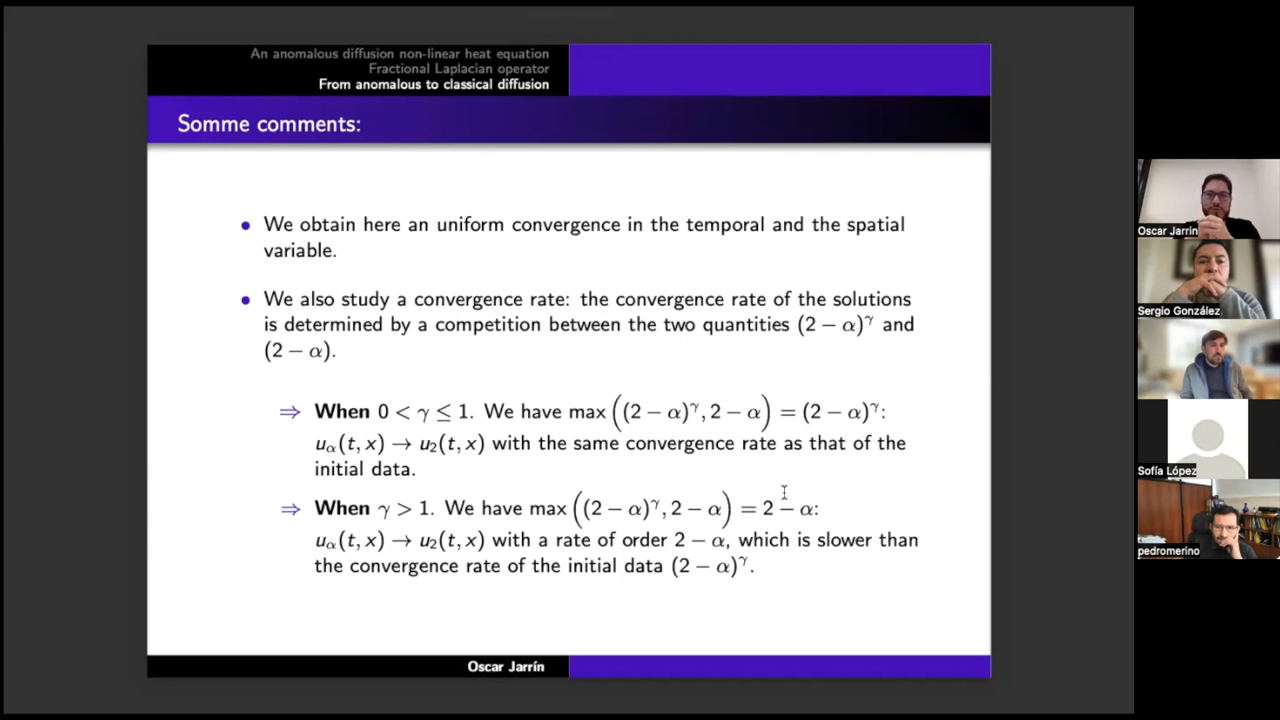 An anomalous diffusion non-linear heat equation
Fractional Laplacian operator
From anomalous to classical diffusion
Somme comments:
• We obtain here an uniform convergence in the temporal and the spatial
variable.
• We also study a convergence rate: the convergence rate of the solutions
is determined by a competition between the two quantities (2 − α)^γ and
(2 − α).
⇒ When 0 < γ ≤ 1. We have max ((2 − α)^γ, 2 − α) = (2 − α)^γ:
u_α(t, x) → u_2(t, x) with the same convergence rate as that of the
initial data.
⇒ When γ > 1. We have max ((2 − α)^γ, 2 − α) = 2 − α:
u_α(t, x) → u_2(t, x) with a rate of order 2 − α, which is slower than
the convergence rate of the initial data (2 − α)^γ.
Oscar Jarrín
Oscar Jarrin
Sergio González
Sofía López
pedromerino